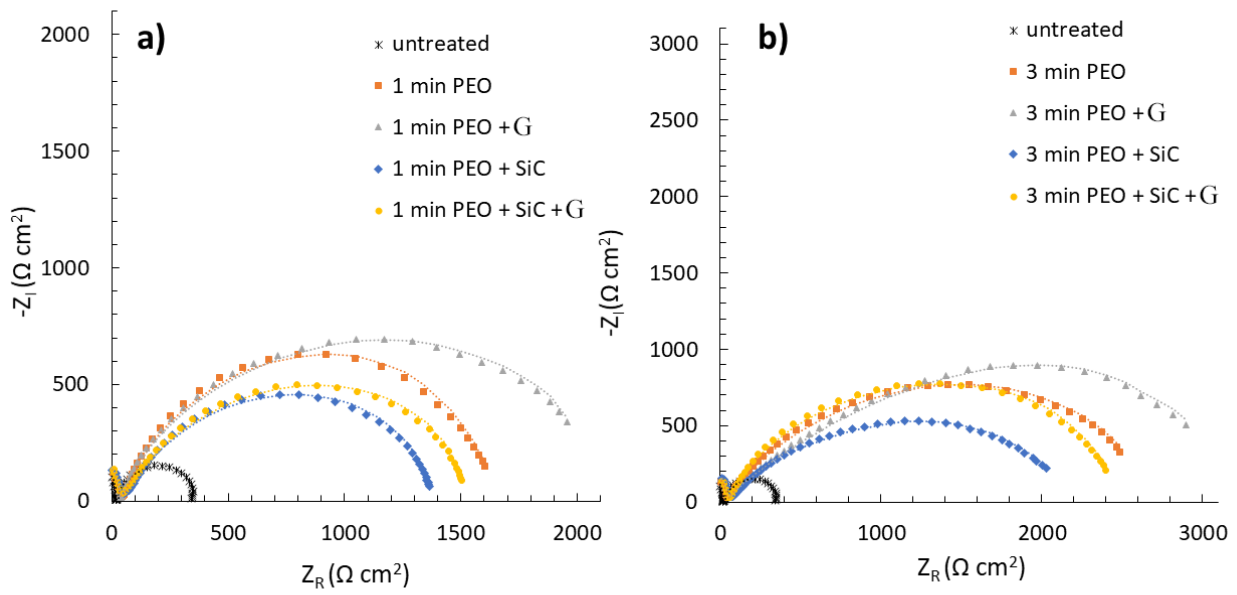 a)
untreated
1 min PEO
1 min PEO + G
1 min PEO + SiC
1 min PEO + SiC + G
2000
1500
1000
500
0
-Z_I (Ω cm²)
0 500 1000 1500 2000
Z_R (Ω cm²)
b)
untreated
3 min PEO
3 min PEO + G
3 min PEO + SiC
3 min PEO + SiC + G
3000
2500
2000
1500
1000
500
0
-Z_I (Ω cm²)
0 1000 2000 3000
Z_R (Ω cm²)